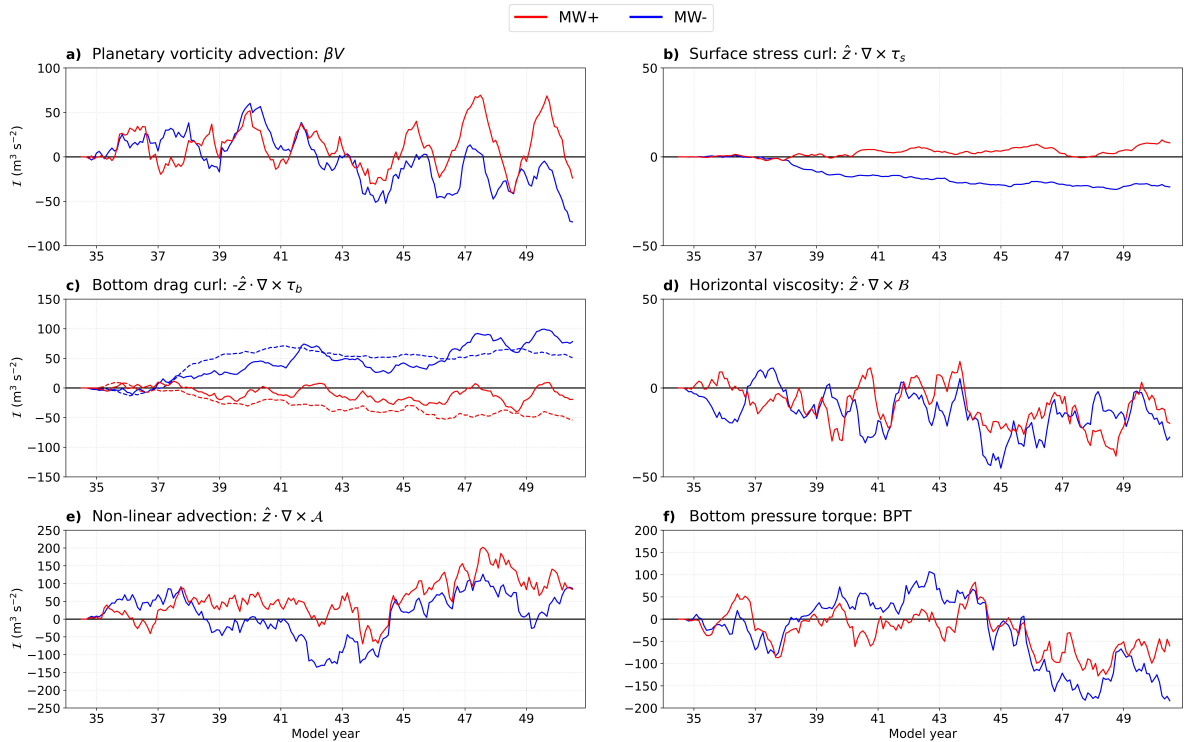 MW+ MW-
a) Planetary vorticity advection: βV
b) Surface stress curl: ẑ · ∇ × τₛ
100
50
0
−50
−100
50
0
−50
ℐ (m³ s⁻²)
35 37 39 41 43 45 47 49
35 37 39 41 43 45 47 49
c) Bottom drag curl: -ẑ · ∇ × τ_b
d) Horizontal viscosity: ẑ · ∇ × ℬ
150
100
50
0
−50
−100
−150
50
0
−50
ℐ (m³ s⁻²)
35 37 39 41 43 45 47 49
35 37 39 41 43 45 47 49
e) Non-linear advection: ẑ · ∇ × 𝒜
f) Bottom pressure torque: BPT
250
200
150
100
50
0
−50
−100
−150
−200
−250
200
150
100
50
0
−50
−100
−150
−200
ℐ (m³ s⁻²)
35 37 39 41 43 45 47 49
35 37 39 41 43 45 47 49
Model year
Model year